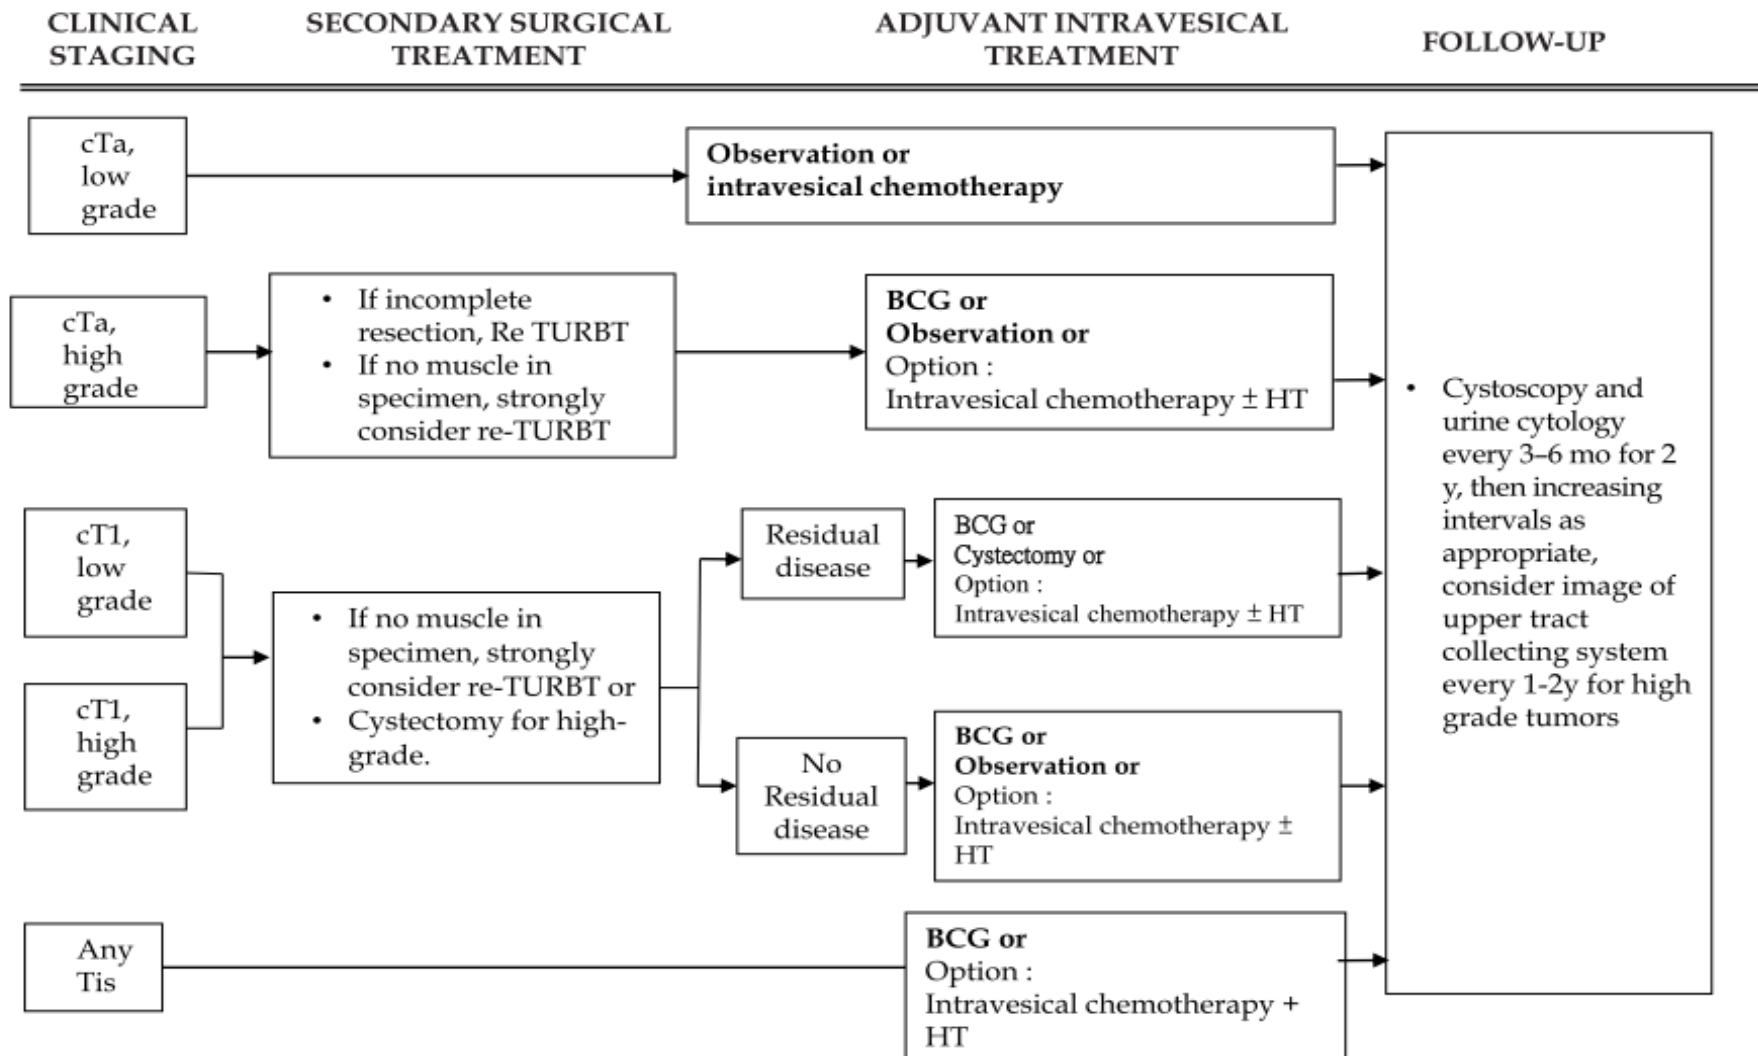 CLINICAL
STAGING
SECONDARY SURGICAL
TREATMENT
ADJUVANT INTRAVESICAL
TREATMENT
FOLLOW-UP
cTa,
low
grade
Observation or
intravesical chemotherapy
cTa,
high
grade
• If incomplete
resection, Re TURBT
• If no muscle in
specimen, strongly
consider re-TURBT
BCG or
Observation or
Option :
Intravesical chemotherapy ± HT
cT1,
low
grade
cT1,
high
grade
• If no muscle in
specimen, strongly
consider re-TURBT or
• Cystectomy for high-
grade.
Residual
disease
BCG or
Cystectomy or
Option :
Intravesical chemotherapy ± HT
No
Residual
disease
BCG or
Observation or
Option :
Intravesical chemotherapy ±
HT
Any
Tis
BCG or
Option :
Intravesical chemotherapy +
HT
• Cystoscopy and
urine cytology
every 3–6 mo for 2
y, then increasing
intervals as
appropriate,
consider image of
upper tract
collecting system
every 1-2y for high
grade tumors